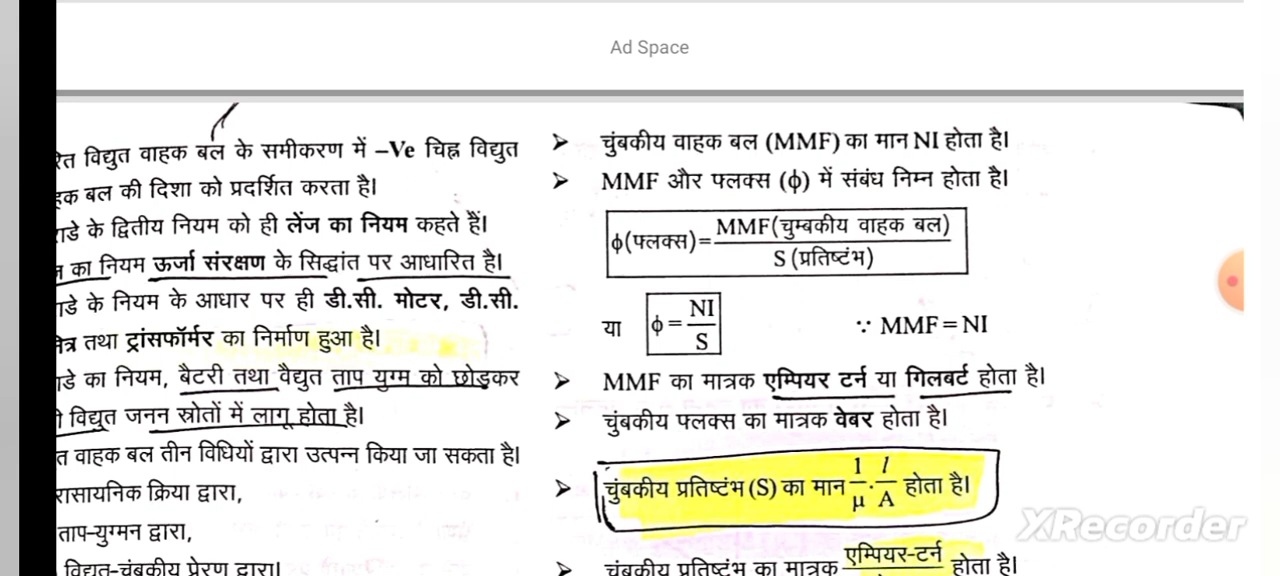 Ad Space
विद्युत वाहक बल के समीकरण में –Ve चिह्न विद्युत
बल की दिशा को प्रदर्शित करता है।
के द्वितीय नियम को ही लेंज का नियम कहते हैं।
का नियम ऊर्जा संरक्षण के सिद्धांत पर आधारित है।
के नियम के आधार पर ही डी.सी. मोटर, डी.सी.
तथा ट्रांसफॉर्मर का निर्माण हुआ है।
का नियम, बैटरी तथा वैद्युत ताप युग्म को छोड़कर
विद्युत जनन स्रोतों में लागू होता है।
वाहक बल तीन विधियों द्वारा उत्पन्न किया जा सकता है।
रासायनिक क्रिया द्वारा,
ताप-युग्मन द्वारा,
विद्युत-चुंबकीय प्रेरण द्वारा।
➤ चुंबकीय वाहक बल (MMF) का मान NI होता है।
➤ MMF और फ्लक्स (ϕ) में संबंध निम्न होता है।
ϕ(फ्लक्स)= MMF(चुम्बकीय वाहक बल) / S (प्रतिष्टंभ)
या ϕ = NI / S ∵ MMF = NI
➤ MMF का मात्रक एम्पियर टर्न या गिलबर्ट होता है।
➤ चुंबकीय फ्लक्स का मात्रक वेबर होता है।
➤ चुंबकीय प्रतिष्टंभ (S) का मान 1/μ . l/A होता है।
➤ चुंबकीय प्रतिष्टंभ का मात्रक एम्पियर-टर्न होता है।
XRecorder